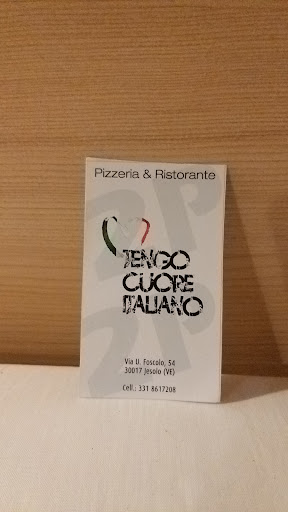 Pizzeria & Ristorante
TENGO
CUORE
ITALIANO
Via U. Foscolo, 54
30017 Jesolo (VE)
Cell.: 331 8617208